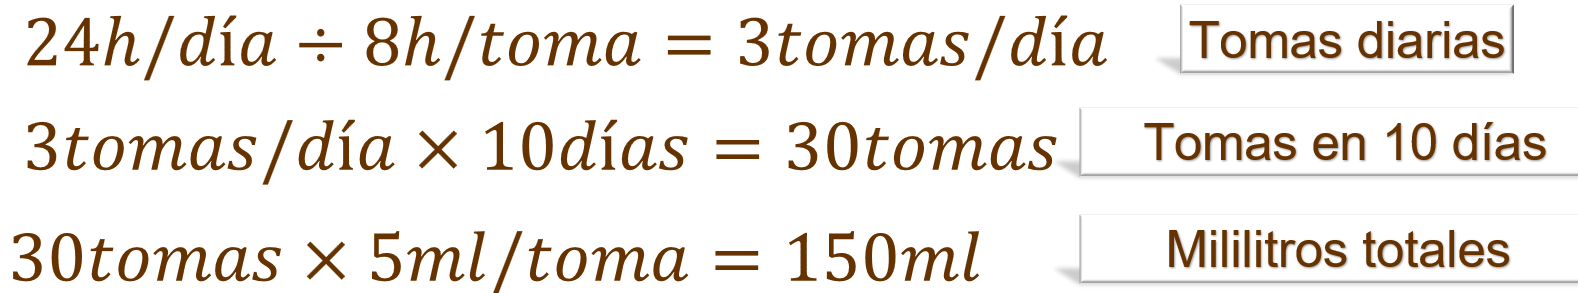 24h/día ÷ 8h/toma = 3tomas/día Tomas diarias
3tomas/día × 10días = 30tomas Tomas en 10 días
30tomas × 5ml/toma = 150ml Mililitros totales